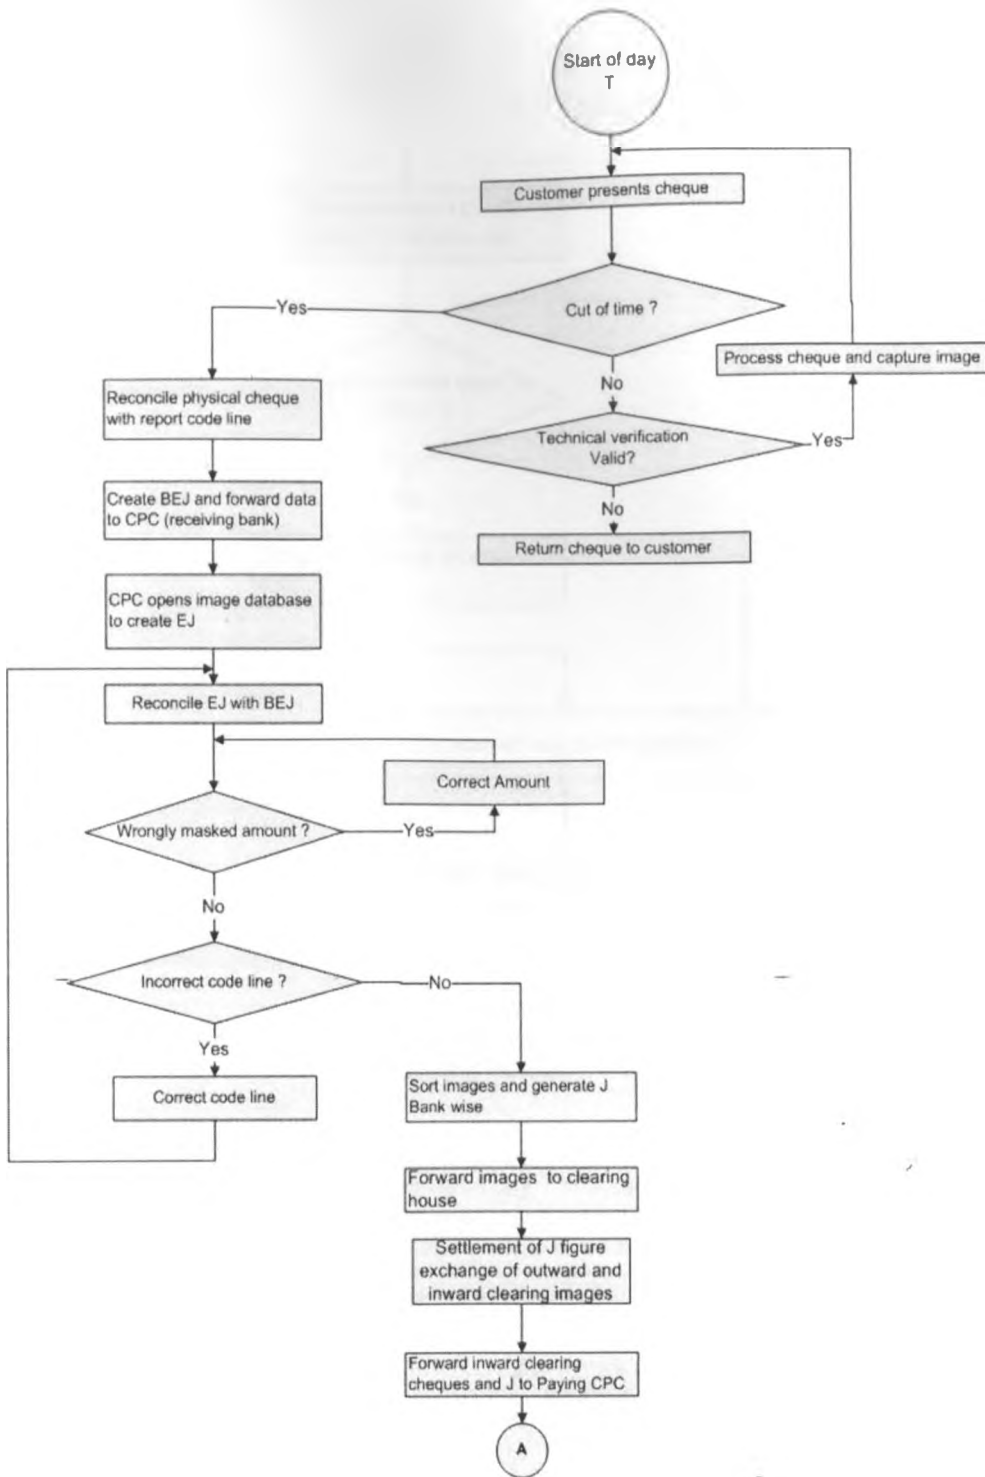 Start of day
T
Customer presents cheque
Cut of time ?
Yes
No
Process cheque and capture image
Technical verification
Valid?
Yes
No
Return cheque to customer
Reconcile physical cheque
with report code line
Create BEJ and forward data
to CPC (receiving bank)
CPC opens image database
to create EJ
Reconcile EJ with BEJ
Correct Amount
Wrongly masked amount ?
Yes
No
Incorrect code line ?
No
Yes
Correct code line
Sort images and generate J
Bank wise
Forward images to clearing
house
Settlement of J figure
exchange of outward and
inward clearing images
Forward inward clearing
cheques and J to Paying CPC
A